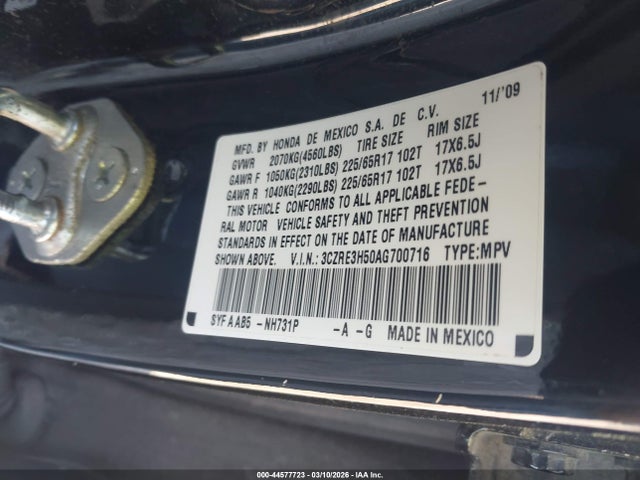 11/'09
MFD. BY HONDA DE MEXICO S.A. DE C.V.
GVWR 2070KG(4560LBS) TIRE SIZE RIM SIZE
GAWR F 1050KG(2310LBS) 225/65R17 102T 17X6.5J
GAWR R 1040KG(2290LBS) 225/65R17 102T 17X6.5J
THIS VEHICLE CONFORMS TO ALL APPLICABLE FEDE-
RAL MOTOR VEHICLE SAFETY AND THEFT PREVENTION
STANDARDS IN EFFECT ON THE DATE OF MANUFACTURE
SHOWN ABOVE. V.I.N.: 3CZRE3H50AG700716 TYPE:MPV
SYF AAB5 -NH731P -A -G MADE IN MEXICO
000-44577723 - 03/10/2026 - IAA Inc.